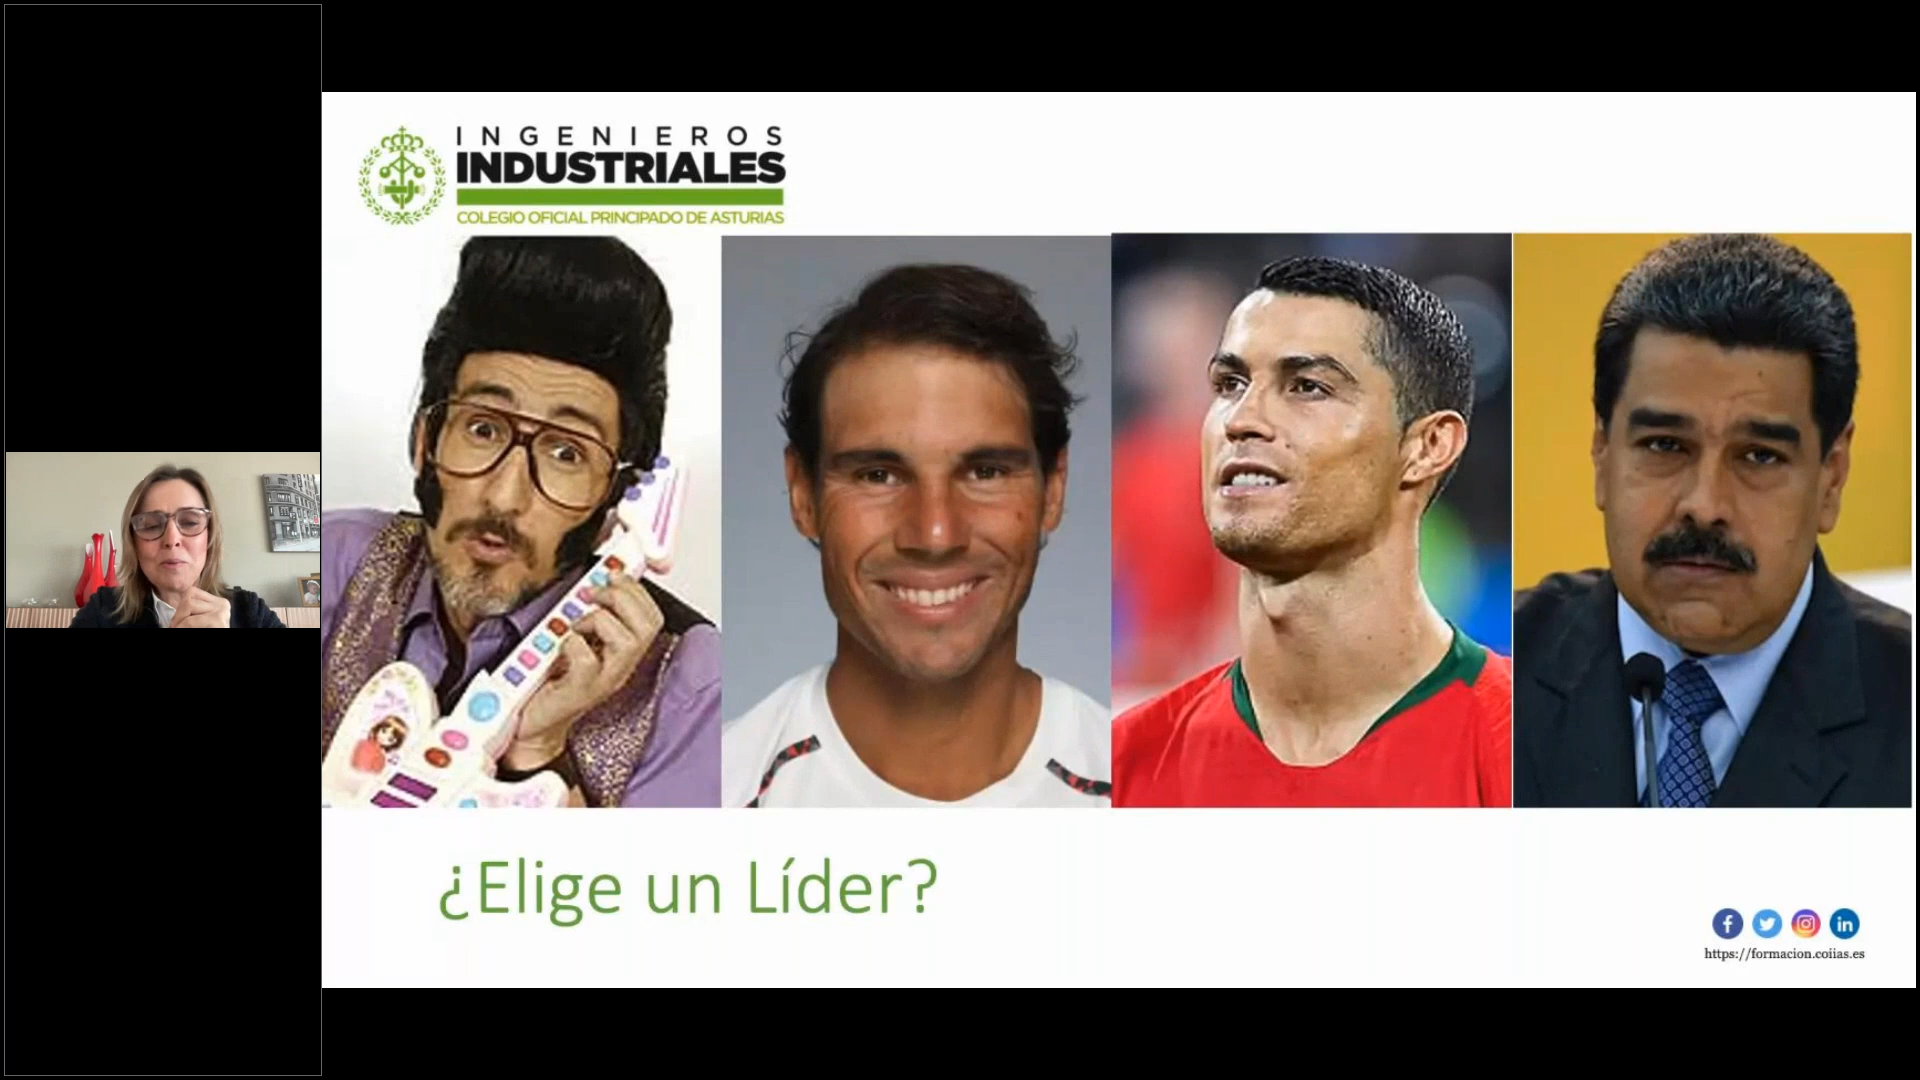 INGENIEROS
INDUSTRIALES
COLEGIO OFICIAL PRINCIPADO DE ASTURIAS
¿Elige un Líder?
https://formacion.coiias.es